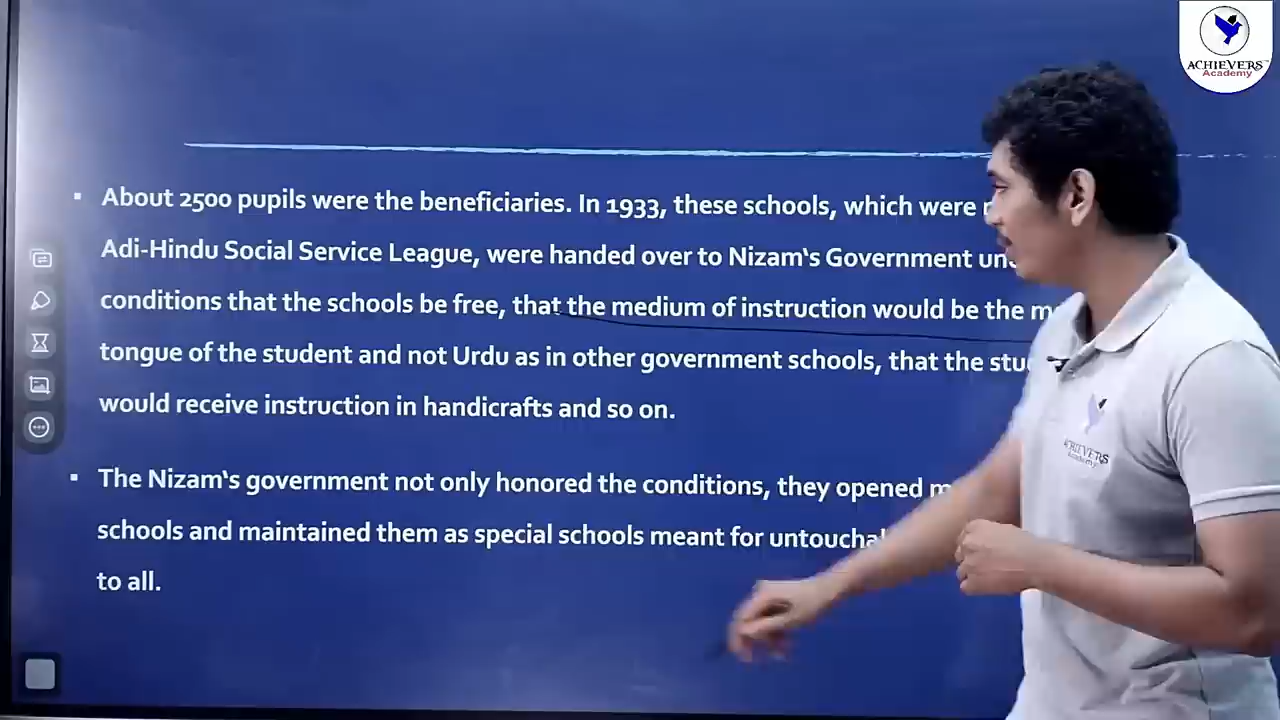 ACHIEVERS
Academy
About 2500 pupils were the beneficiaries. In 1933, these schools, which were
Adi-Hindu Social Service League, were handed over to Nizam's Government
conditions that the schools be free, that the medium of instruction would be the
tongue of the student and not Urdu as in other government schools, that the
would receive instruction in handicrafts and so on.
The Nizam's government not only honored the conditions, they opened
schools and maintained them as special schools meant for
to all.
ACHIEVERS
Academy